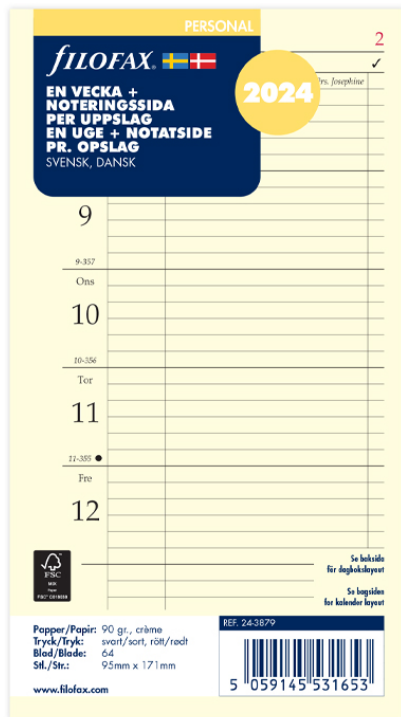 PERSONAL
fILOFAX.
2
✓
EN VECKA +
NOTERINGSSIDA
PER UPPSLAG
EN UGE + NOTATSIDE
PR. OPSLAG
SVENSK, DANSK
2024
rs. Josephine
9
9-357
Ons
10
10-356
Tor
11
11-355
Fre
12
Se baksida
för dagbokslayout
Se bagsiden
for kalender layout
FSC
MIX
Papper/Papir: 90 gr., crème
Tryck/Tryk: svart/sort, rött/rødt
Blad/Blade: 64
Stl./Str.: 95mm x 171mm
www.filofax.com
REF. 24-3879
5 059145 531653